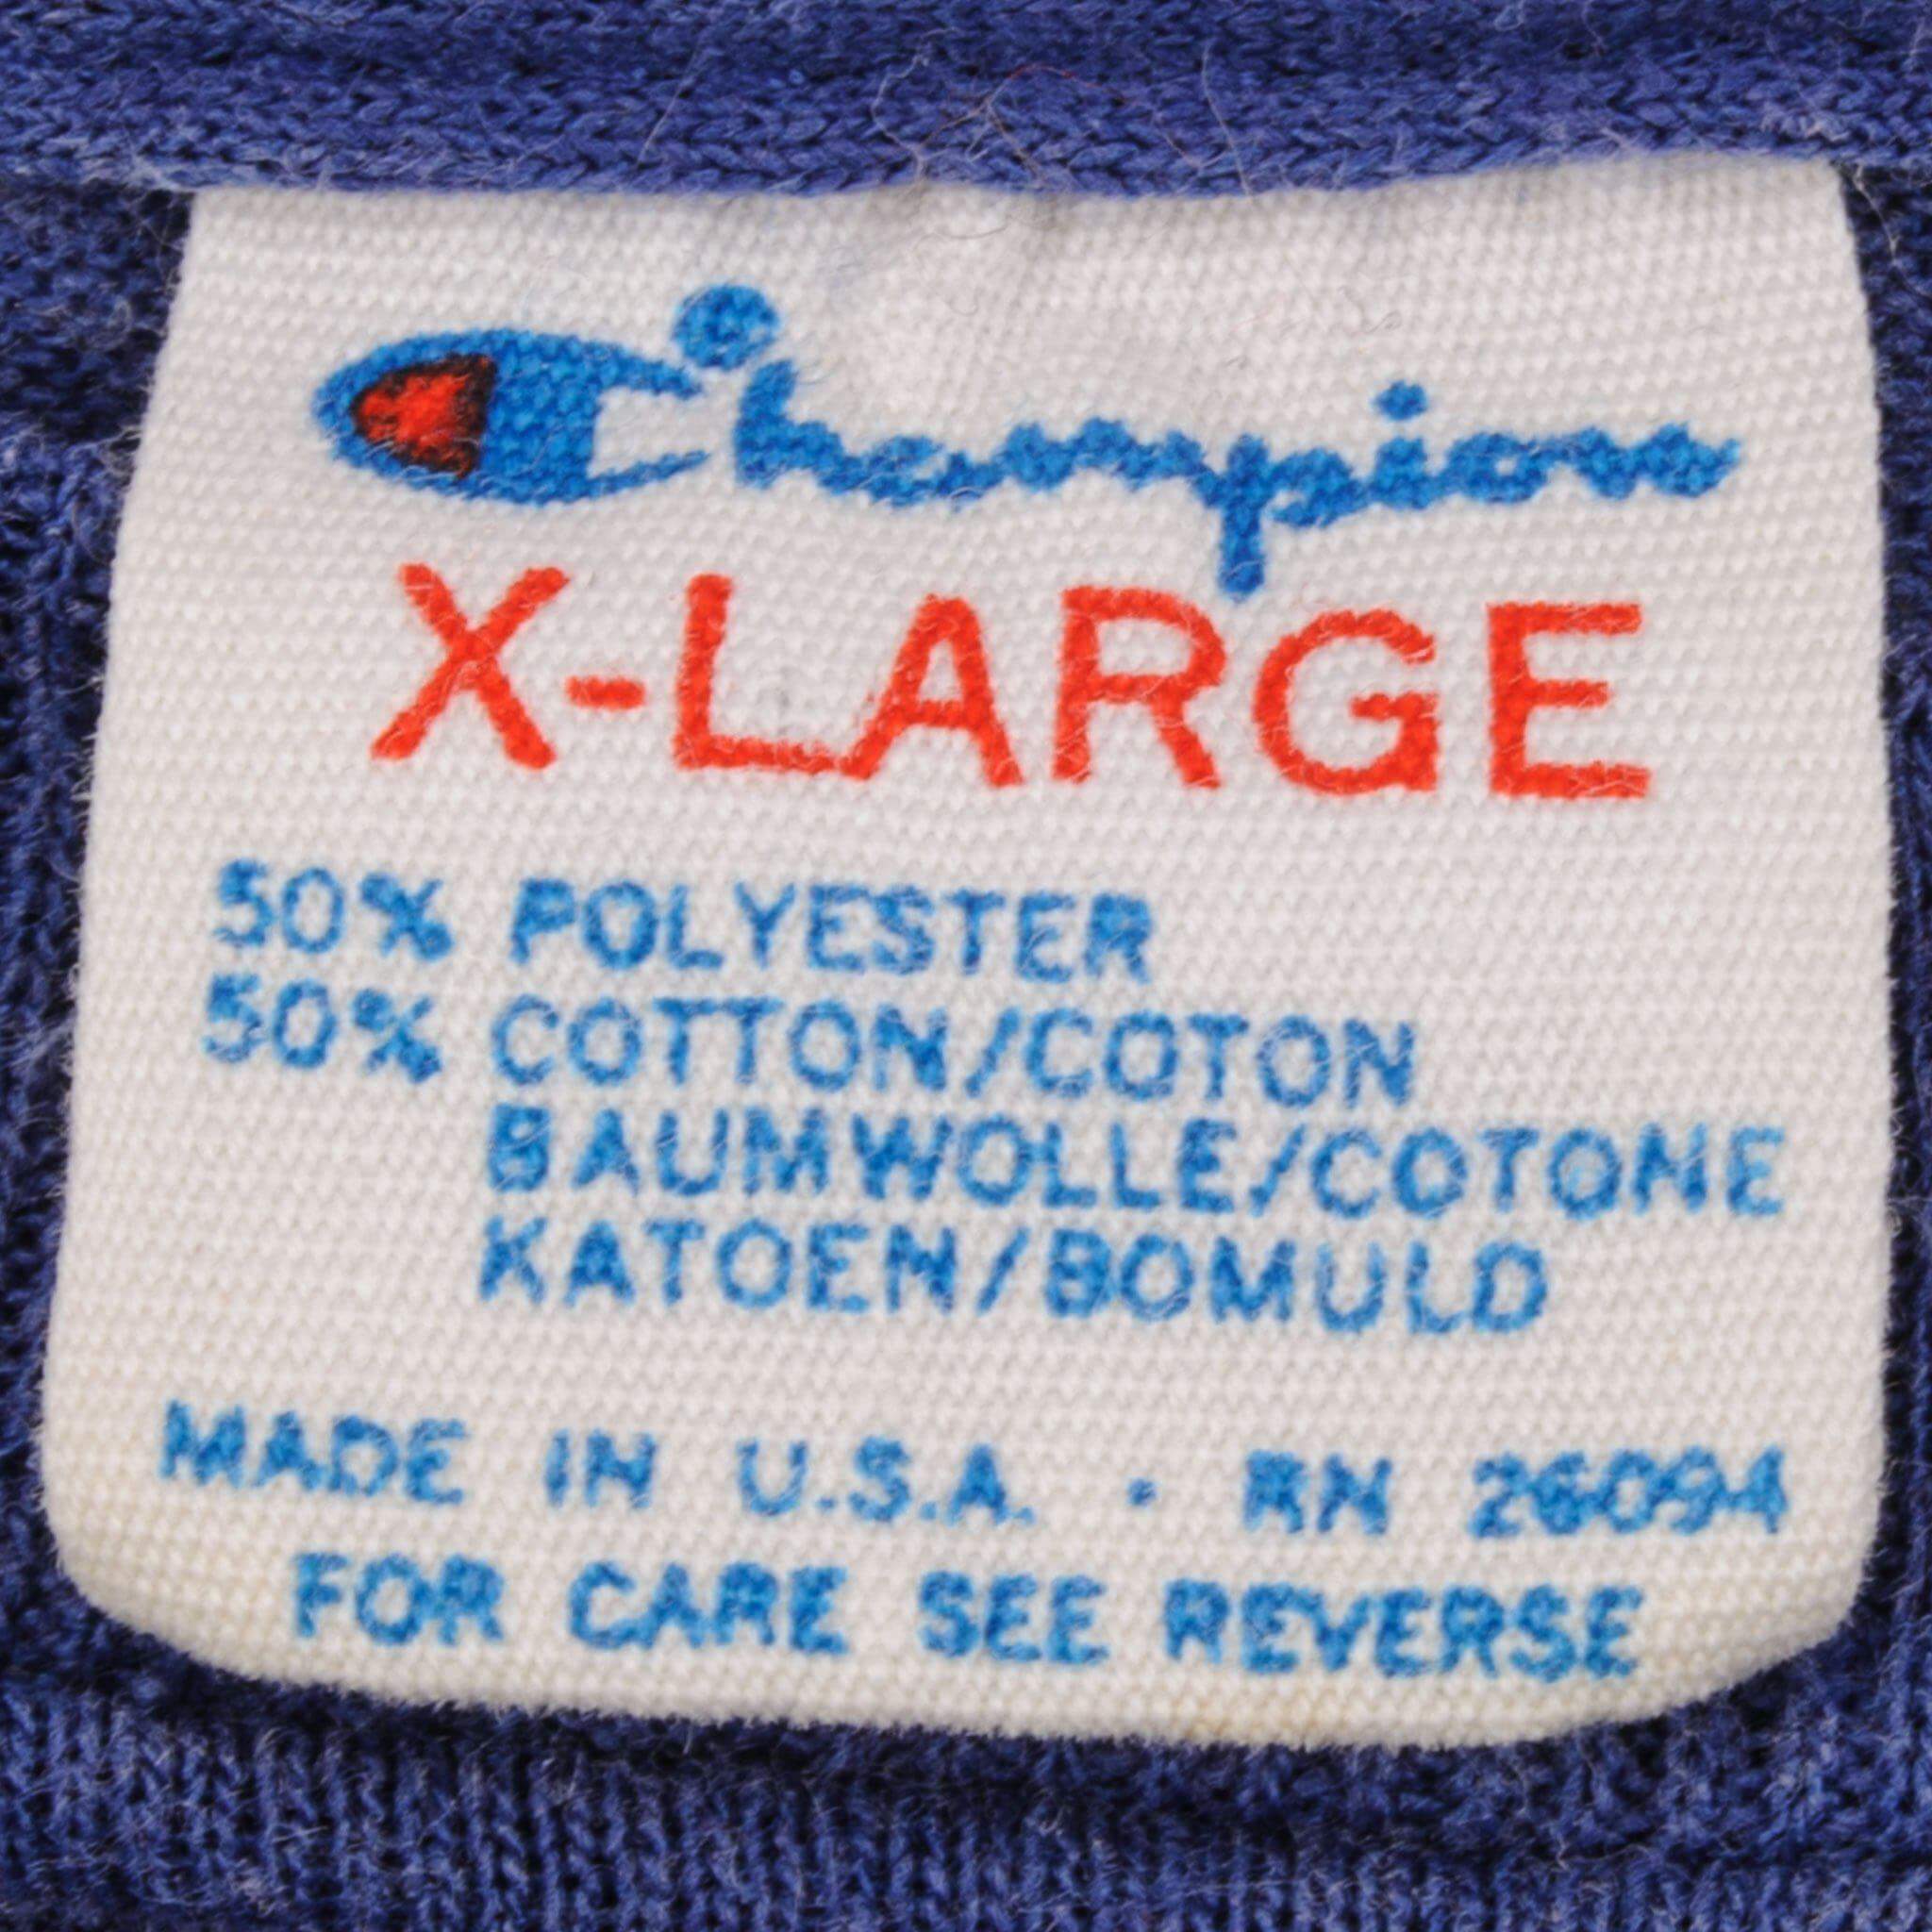 Champion
X-LARGE
50% POLYESTER
50% COTTON/COTON
BAUMWOLLE/COTONE
KATOEN/BOMULD
MADE IN U.S.A. · RN 26094
FOR CARE SEE REVERSE